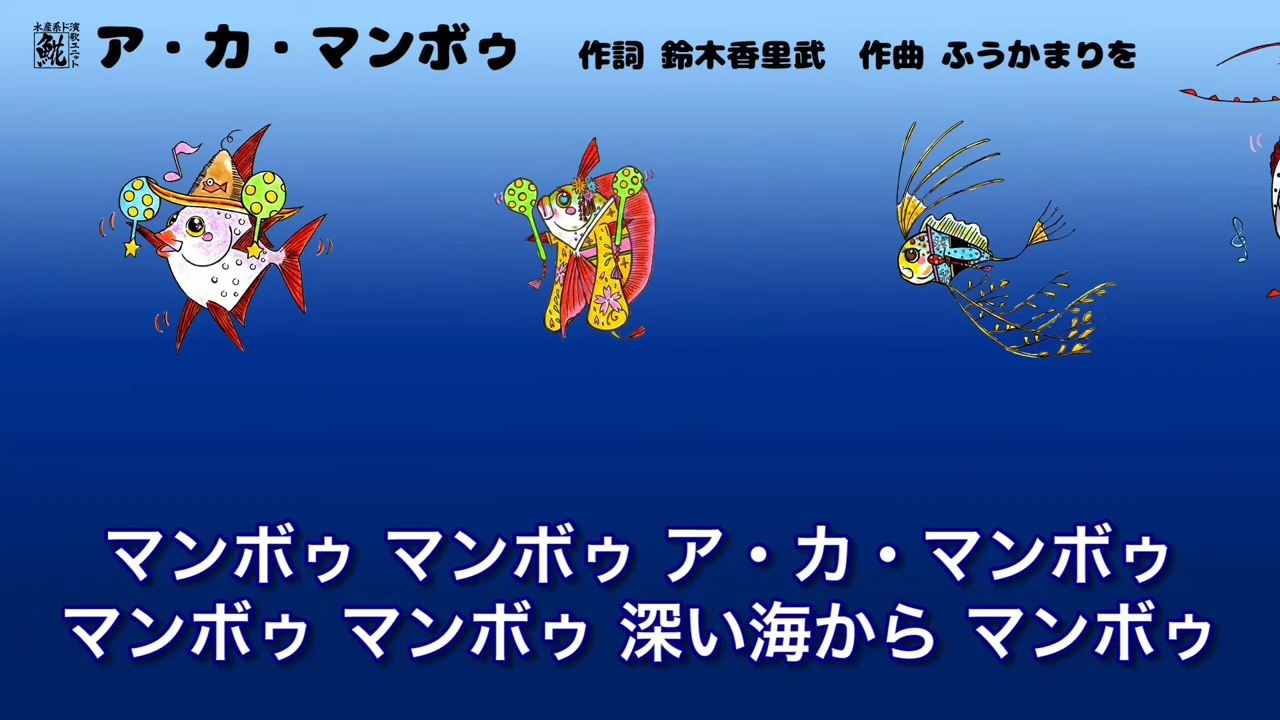 水産系ド演歌ユニット
ア・カ・マンボゥ 作詞 鈴木香里武 作曲 ふうかまりを
マンボゥ マンボゥ ア・カ・マンボゥ
マンボゥ マンボゥ 深い海から マンボゥ